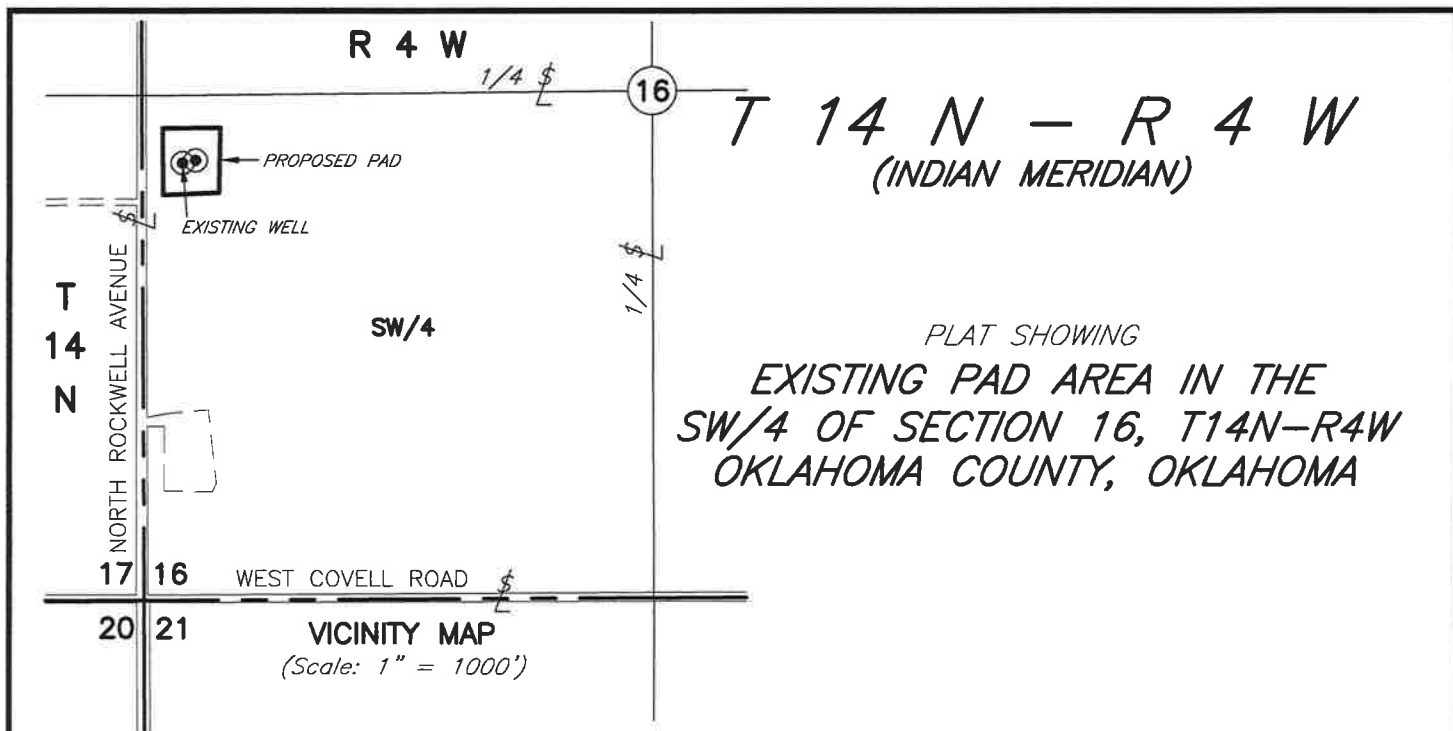 R 4 W
1/4 $
16
T 14 N – R 4 W
(INDIAN MERIDIAN)
PROPOSED PAD
EXISTING WELL
$
1/4 $
T
14
N
NORTH ROCKWELL AVENUE
SW/4
PLAT SHOWING
EXISTING PAD AREA IN THE
SW/4 OF SECTION 16, T14N–R4W
OKLAHOMA COUNTY, OKLAHOMA
17 16
WEST COVELL ROAD $
20 21
VICINITY MAP
(Scale: 1" = 1000')